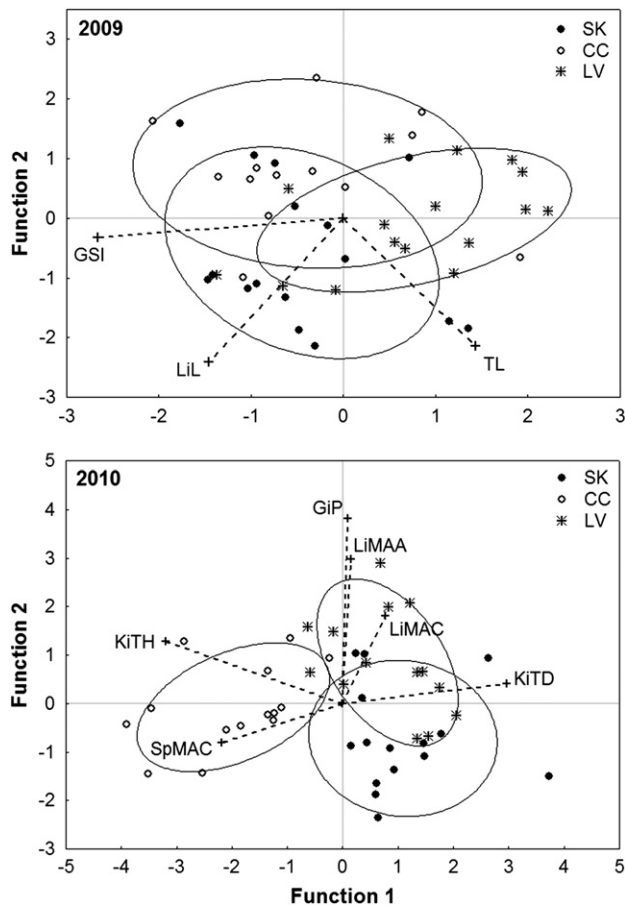 2009
SK
CC
LV
3
2
1
0
-1
-2
-3
Function 2
GSI
LiL
TL
-3 -2 -1 0 1 2 3
2010
SK
CC
LV
5
4
3
2
1
0
-1
-2
-3
Function 2
GiP
LiMAA
LiMAC
KiTH
KiTD
SpMAC
-5 -4 -3 -2 -1 0 1 2 3 4 5
Function 1